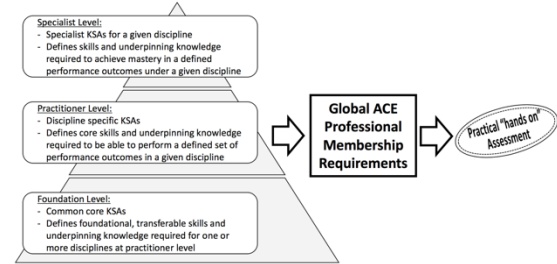 Specialist Level:
- Specialist KSAs for a given discipline
- Defines skills and underpinning knowledge
required to achieve mastery in a defined
performance outcomes under a given discipline
Practitioner Level:
- Discipline specific KSAs
- Defines core skills and underpinning knowledge
required to be able to perform a defined set of
performance outcomes in a given discipline
Foundation Level:
- Common core KSAs
- Defines foundational, transferable skills and
underpinning knowledge required for one or
more disciplines at practitioner level
Global ACE
Professional
Membership
Requirements
Practical "hands on"
Assessment